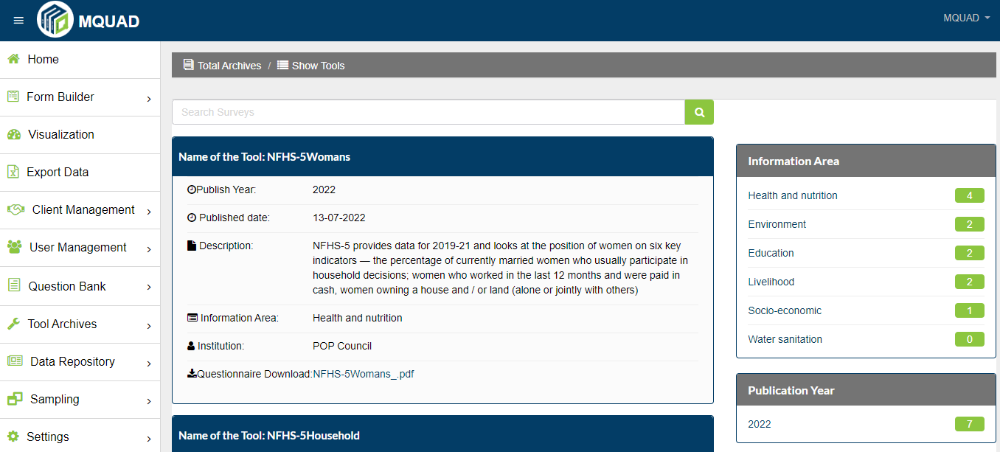 MQUAD
MQUAD
Home
Form Builder
Visualization
Export Data
Client Management
User Management
Question Bank
Tool Archives
Data Repository
Sampling
Settings
Total Archives / Show Tools
Search Surveys
Name of the Tool: NFHS-5Womans
Publish Year: 2022
Published date: 13-07-2022
Description: NFHS-5 provides data for 2019-21 and looks at the position of women on six key
indicators — the percentage of currently married women who usually participate in
household decisions; women who worked in the last 12 months and were paid in
cash, women owning a house and / or land (alone or jointly with others)
Information Area: Health and nutrition
Institution: POP Council
Questionnaire Download:NFHS-5Womans_.pdf
Name of the Tool: NFHS-5Household
Information Area
Health and nutrition 4
Environment 2
Education 2
Livelihood 2
Socio-economic 1
Water sanitation 0
Publication Year
2022 7